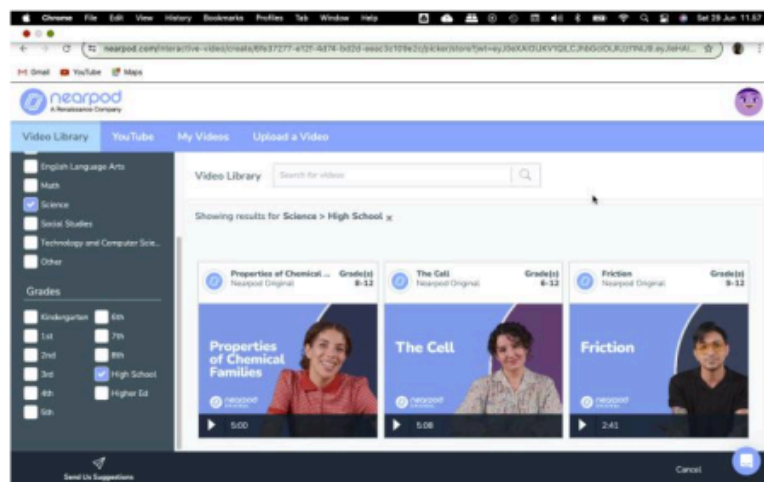 Chrome File Edit View History Bookmarks Profiles Tab Window Help Sat 29 Jun 11.57
Gmail YouTube Maps
nearpod
A Renaissance Company
Video Library YouTube My Videos Upload a Video
English Language Arts
Math
Science
Social Studies
Technology and Computer Scie...
Other
Grades
Kindergarten 6th
1st 7th
2nd 8th
3rd High School
4th Higher Ed
5th
Video Library Search for videos
Showing results for Science > High School x
Properties of Chemical ... Grade(s)
Nearpod Original 8-12
Properties
of Chemical
Families
nearpod
5:00
The Cell Grade(s)
Nearpod Original 6-12
The Cell
nearpod
5:08
Friction Grade(s)
Nearpod Original 9-12
Friction
nearpod
2:41
Send Us Suggestions
Cancel